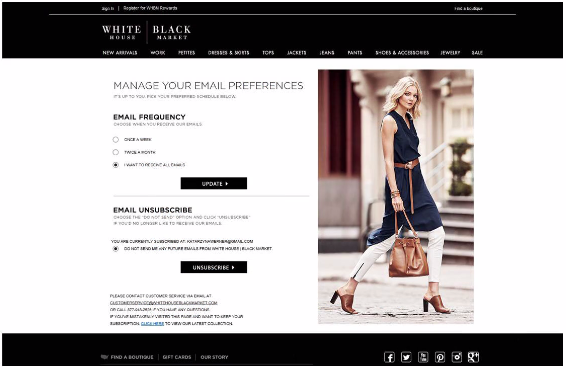 Sign In | Register for WHBM Rewards
Find a boutique
WHITE | BLACK
HOUSE | MARKET
NEW ARRIVALS WORK PETITES DRESSES & SKIRTS TOPS JACKETS JEANS PANTS SHOES & ACCESSORIES JEWELRY SALE
MANAGE YOUR EMAIL PREFERENCES
IT'S UP TO YOU. PICK YOUR PREFERRED SCHEDULE BELOW.
EMAIL FREQUENCY
CHOOSE WHEN YOU RECEIVE OUR EMAILS
ONCE A WEEK
TWICE A MONTH
I WANT TO RECEIVE ALL EMAILS
UPDATE
EMAIL UNSUBSCRIBE
CHOOSE THE "DO NOT SEND" OPTION AND CLICK "UNSUBSCRIBE"
IF YOU'D NO LONGER LIKE TO RECEIVE OUR EMAILS.
YOU ARE CURRENTLY SUBSCRIBED AT: KATARZYNAWERNER@GMAIL.COM
DO NOT SEND ME ANY FUTURE EMAILS FROM WHITE HOUSE | BLACK MARKET
UNSUBSCRIBE
PLEASE CONTACT CUSTOMER SERVICE VIA EMAIL AT
CUSTOMERSERVICE@WHITEHOUSEBLACKMARKET.COM
OR CALL IF YOU HAVE ANY QUESTIONS.
IF YOU'VE MISTAKENLY VISITED THIS PAGE AND WANT TO KEEP YOUR
SUBSCRIPTION, CLICK HERE TO VIEW OUR LATEST COLLECTION.
FIND A BOUTIQUE | GIFT CARDS | OUR STORY
You Tube